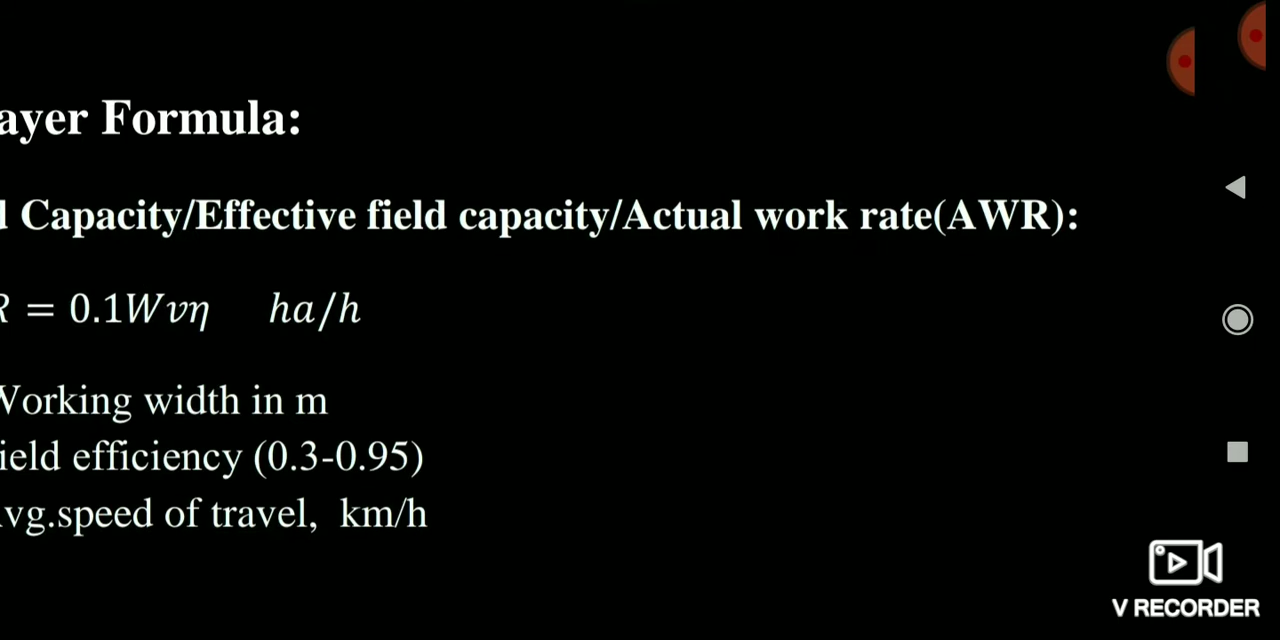 ayer Formula:
Capacity/Effective field capacity/Actual work rate(AWR):
= 0.1Wvη ha/h
Working width in m
ield efficiency (0.3-0.95)
vg.speed of travel, km/h
V RECORDER